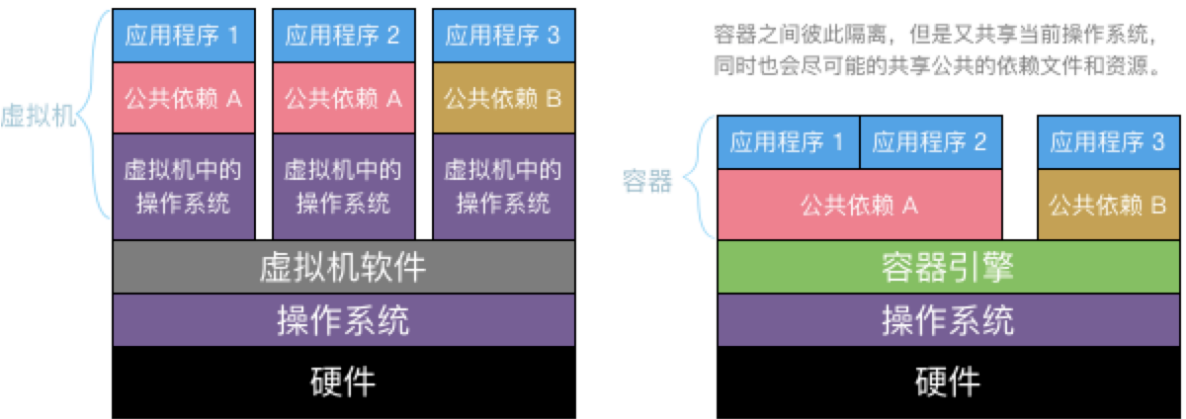 虚拟机
应用程序 1
应用程序 2
应用程序 3
公共依赖 A
公共依赖 A
公共依赖 B
虚拟机中的
操作系统
虚拟机中的
操作系统
虚拟机中的
操作系统
虚拟机软件
操作系统
硬件
容器之间彼此隔离，但是又共享当前操作系统，
同时也会尽可能的共享公共的依赖文件和资源。
容器
应用程序 1
应用程序 2
应用程序 3
公共依赖 A
公共依赖 B
容器引擎
操作系统
硬件